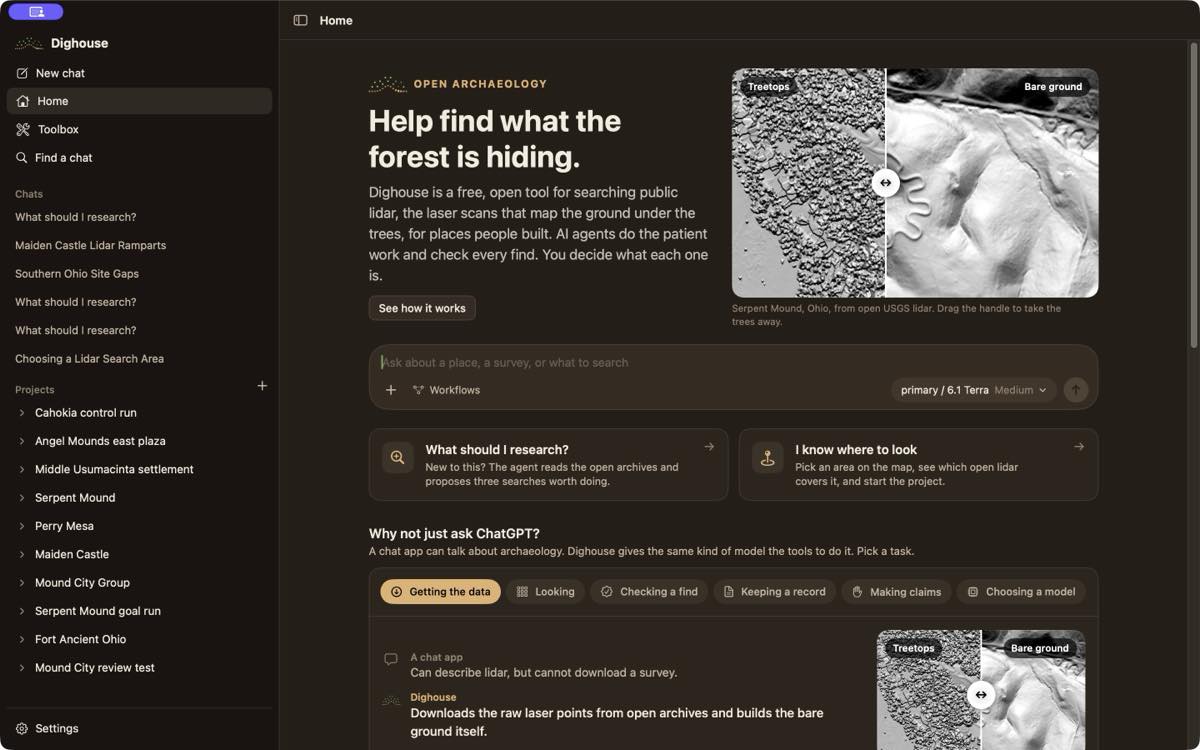 Dighouse
New chat
Home
Toolbox
Find a chat
Chats
What should I research?
Maiden Castle Lidar Ramparts
Southern Ohio Site Gaps
What should I research?
What should I research?
Choosing a Lidar Search Area
Projects
Cahokia control run
Angel Mounds east plaza
Middle Usumacinta settlement
Serpent Mound
Perry Mesa
Maiden Castle
Mound City Group
Serpent Mound goal run
Fort Ancient Ohio
Mound City review test
Settings
Home
OPEN ARCHAEOLOGY
Help find what the
forest is hiding.
Dighouse is a free, open tool for searching public
lidar, the laser scans that map the ground under the
trees, for places people built. AI agents do the patient
work and check every find. You decide what each one
is.
See how it works
Treetops
Bare ground
Serpent Mound, Ohio, from open USGS lidar. Drag the handle to take the
trees away.
Ask about a place, a survey, or what to search
Workflows
primary / 6.1 Terra Medium
What should I research?
New to this? The agent reads the open archives and
proposes three searches worth doing.
I know where to look
Pick an area on the map, see which open lidar
covers it, and start the project.
Why not just ask ChatGPT?
A chat app can talk about archaeology. Dighouse gives the same kind of model the tools to do it. Pick a task.
Getting the data
Looking
Checking a find
Keeping a record
Making claims
Choosing a model
A chat app
Can describe lidar, but cannot download a survey.
Dighouse
Downloads the raw laser points from open archives and builds the bare
ground itself.
Treetops
Bare ground